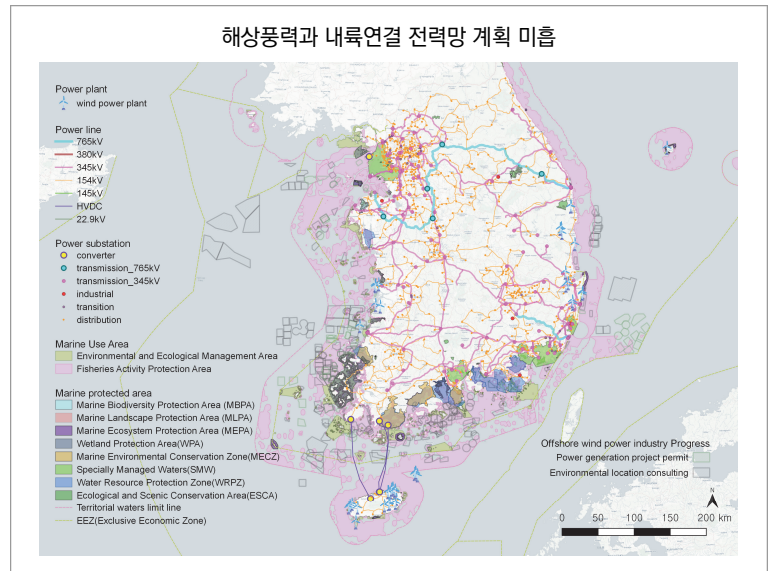 해상풍력과 내륙연결 전력망 계획 미흡
Power plant
wind power plant
Power line
765kV
380kV
345kV
154kV
145kV
HVDC
22.9kV
Power substation
converter
transmission_765kV
transmission_345kV
industrial
transition
distribution
Marine Use Area
Environmental and Ecological Management Area
Fisheries Activity Protection Area
Marine protected area
Marine Biodiversity Protection Area (MBPA)
Marine Landscape Protection Area (MLPA)
Marine Ecosystem Protection Area (MEPA)
Wetland Protection Area(WPA)
Marine Environmental Conservation Zone(MECZ)
Specially Managed Waters(SMW)
Water Resource Protection Zone(WRPZ)
Ecological and Scenic Conservation Area(ESCA)
Territorial waters limit line
EEZ(Exclusive Economic Zone)
Offshore wind power industry Progress
Power generation project permit
Environmental location consulting
N
0 50 100 150 200 km